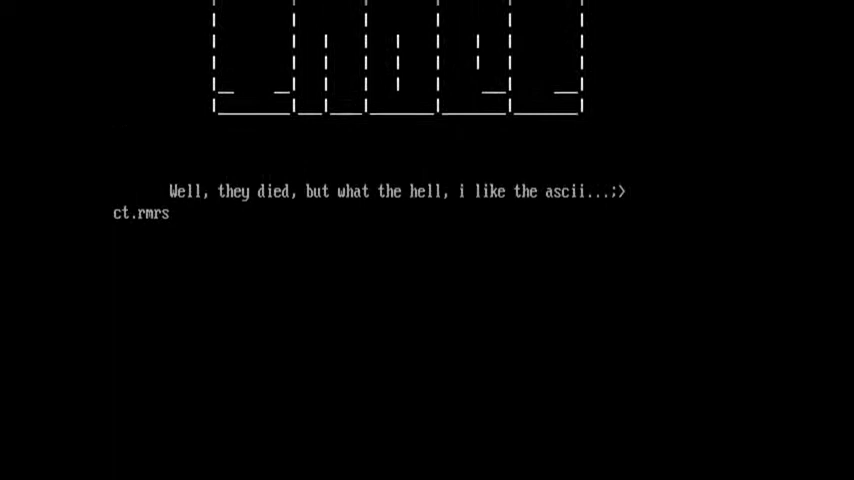 Well, they died, but what the hell, i like the ascii...;>
ct.rmrs